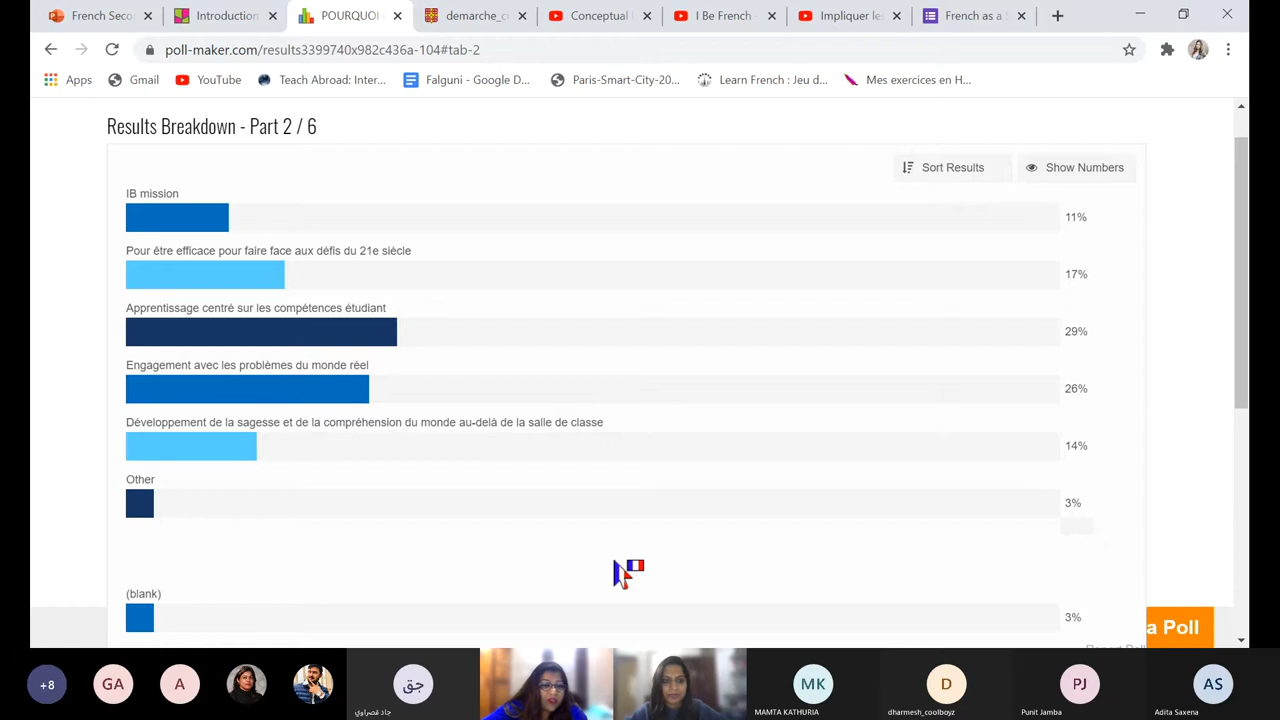 French Seco
Introduction
POURQUOI
demarche_c
Conceptual
I Be French
Impliquer les
French as a
poll-maker.com/results3399740x982c436a-104#tab-2
Apps
Gmail
YouTube
Teach Abroad: Inter...
Falguni - Google D...
Paris-Smart-City-20...
Learn French : Jeu d...
Mes exercices en H...
Results Breakdown - Part 2 / 6
Sort Results
Show Numbers
IB mission
11%
Pour être efficace pour faire face aux défis du 21e siècle
17%
Apprentissage centré sur les compétences étudiant
29%
Engagement avec les problèmes du monde réel
26%
Développement de la sagesse et de la compréhension du monde au-delà de la salle de classe
14%
Other
3%
(blank)
3%
a Poll
+8
GA
A
جق
MK
D
PJ
AS
جاد قصراوي
MAMTA KATHURIA
dharmesh_coolboyz
Punit Jamba
Adita Saxena